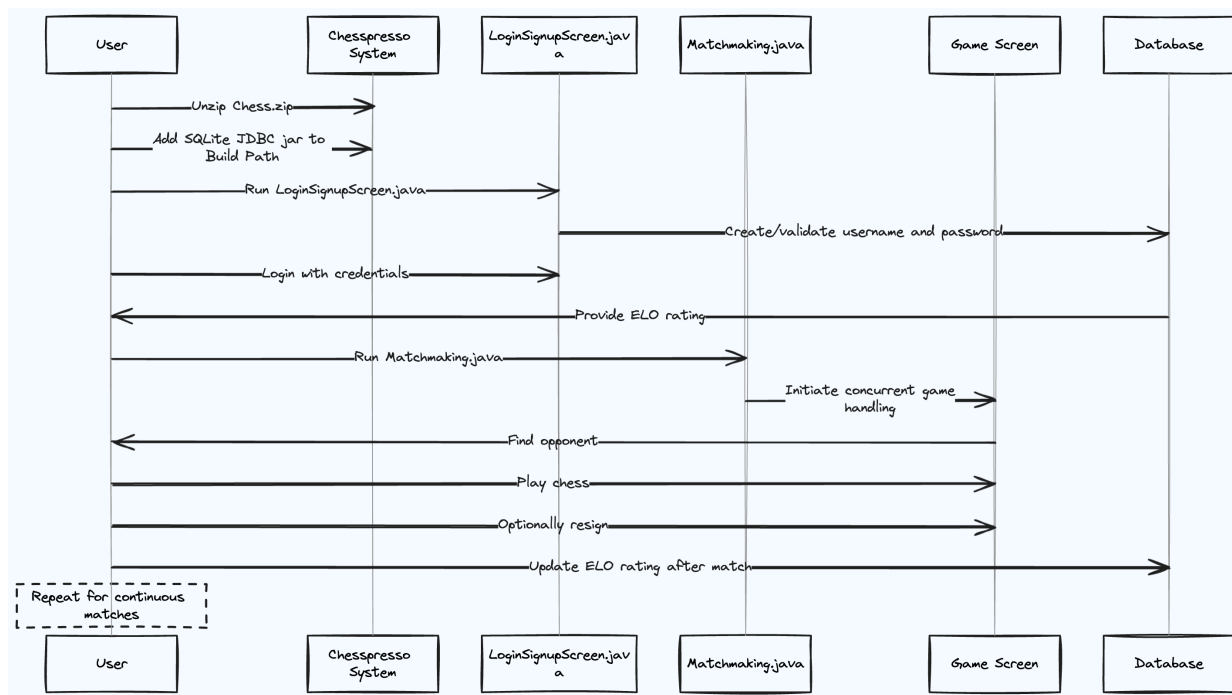 User
Chesspresso
System
LoginSignupScreen.jav
a
Matchmaking.java
Game Screen
Database
Unzip Chess.zip
Add SQLite JDBC jar to
Build Path
Run LoginSignupScreen.java
Create/validate username and password
Login with credentials
Provide ELO rating
Run Matchmaking.java
Initiate concurrent game
handling
Find opponent
Play chess
Optionally resign
Update ELO rating after match
Repeat for continuous
matches
User
Chesspresso
System
LoginSignupScreen.jav
a
Matchmaking.java
Game Screen
Database